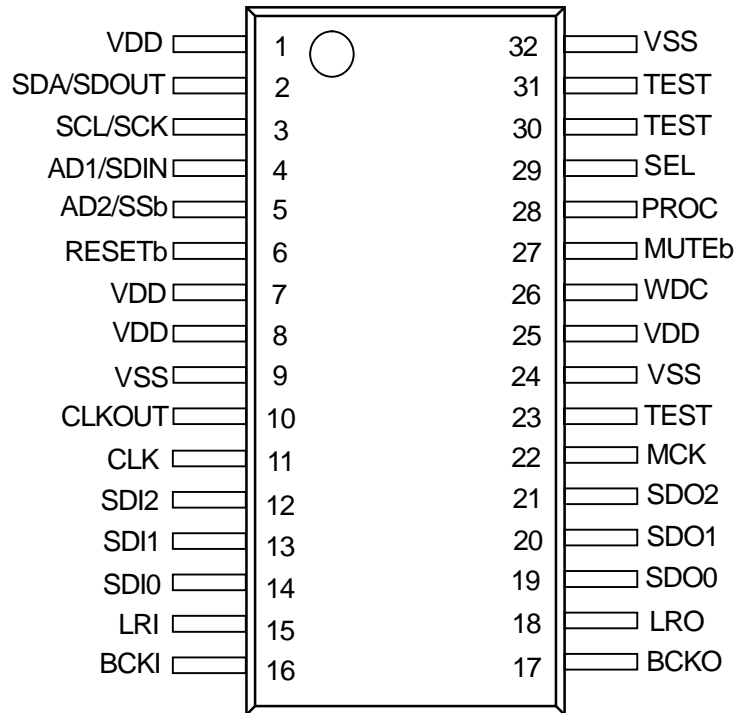 VDD 1 32 VSS
SDA/SDOUT 2 31 TEST
SCL/SCK 3 30 TEST
AD1/SDIN 4 29 SEL
AD2/SSb 5 28 PROC
RESETb 6 27 MUTEb
VDD 7 26 WDC
VDD 8 25 VDD
VSS 9 24 VSS
CLKOUT 10 23 TEST
CLK 11 22 MCK
SDI2 12 21 SDO2
SDI1 13 20 SDO1
SDI0 14 19 SDO0
LRI 15 18 LRO
BCKI 16 17 BCKO